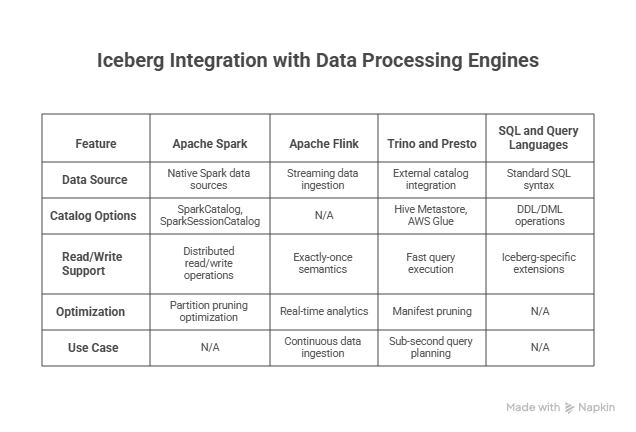 Iceberg Integration with Data Processing Engines
Feature
Apache Spark
Apache Flink
Trino and Presto
SQL and Query
Languages
Data Source
Native Spark data
sources
Streaming data
ingestion
External catalog
integration
Standard SQL
syntax
Catalog Options
SparkCatalog,
SparkSessionCatalog
N/A
Hive Metastore,
AWS Glue
DDL/DML
operations
Read/Write
Support
Distributed
read/write
operations
Exactly-once
semantics
Fast query
execution
Iceberg-specific
extensions
Optimization
Partition pruning
optimization
Real-time analytics
Manifest pruning
N/A
Use Case
N/A
Continuous data
ingestion
Sub-second query
planning
N/A
Made with Napkin